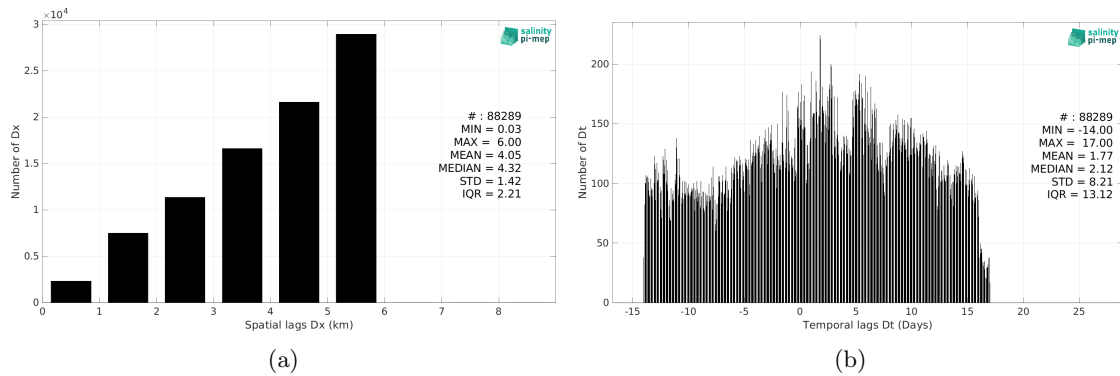 ×10⁴
3
2.5
2
1.5
1
0.5
0
0 1 2 3 4 5 6 7 8
Number of Dx
Spatial lags Dx (km)
salinity
pi-mep
# : 88289
MIN = 0.03
MAX = 6.00
MEAN = 4.05
MEDIAN = 4.32
STD = 1.42
IQR = 2.21
(a)
200
150
100
50
0
-15 -10 -5 0 5 10 15 20 25
Number of Dt
Temporal lags Dt (Days)
salinity
pi-mep
# : 88289
MIN = -14.00
MAX = 17.00
MEAN = 1.77
MEDIAN = 2.12
STD = 8.21
IQR = 13.12
(b)